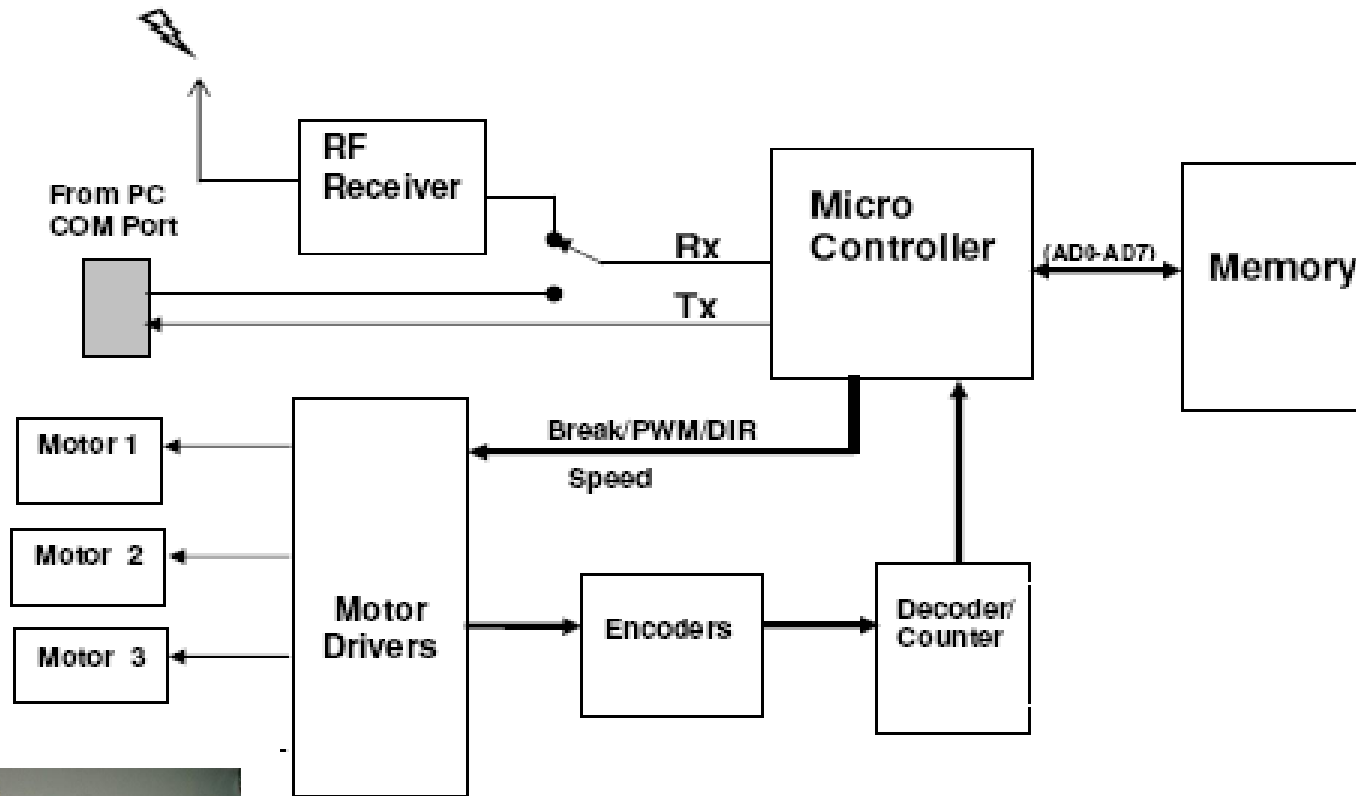 RF
Receiver
From PC
COM Port
Rx
Tx
Micro
Controller
(AD0-AD7)
Memory
Break/PWM/DIR
Speed
Motor 1
Motor 2
Motor 3
Motor
Drivers
Encoders
Decoder/
Counter